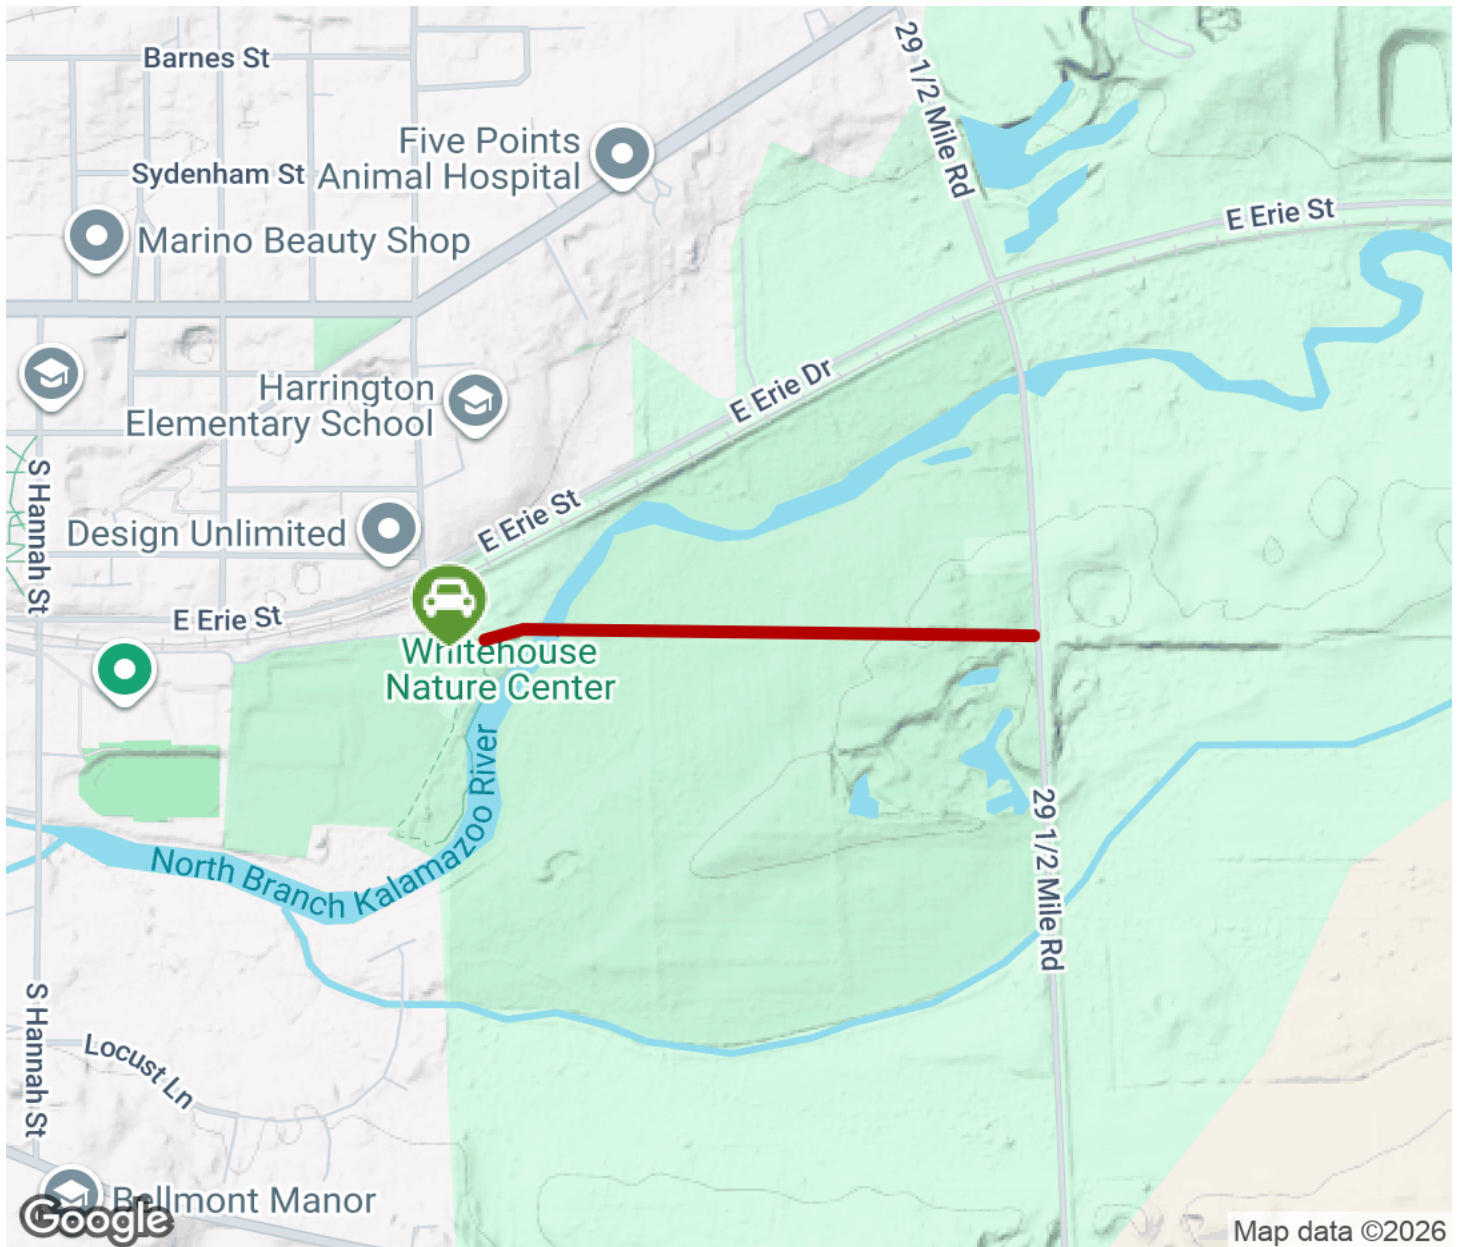 Barnes St
29 1/2 Mile Rd
Five Points
Animal Hospital
Sydenham St
Marino Beauty Shop
E Erie St
E Erie Dr
Harrington
Elementary School
S Hannah St
E Erie St
Design Unlimited
E Erie St
Whitehouse
Nature Center
North Branch Kalamazoo River
29 1/2 Mile Rd
S Hannah St
Locust Ln
Bellmont Manor
Google
Map data ©2026